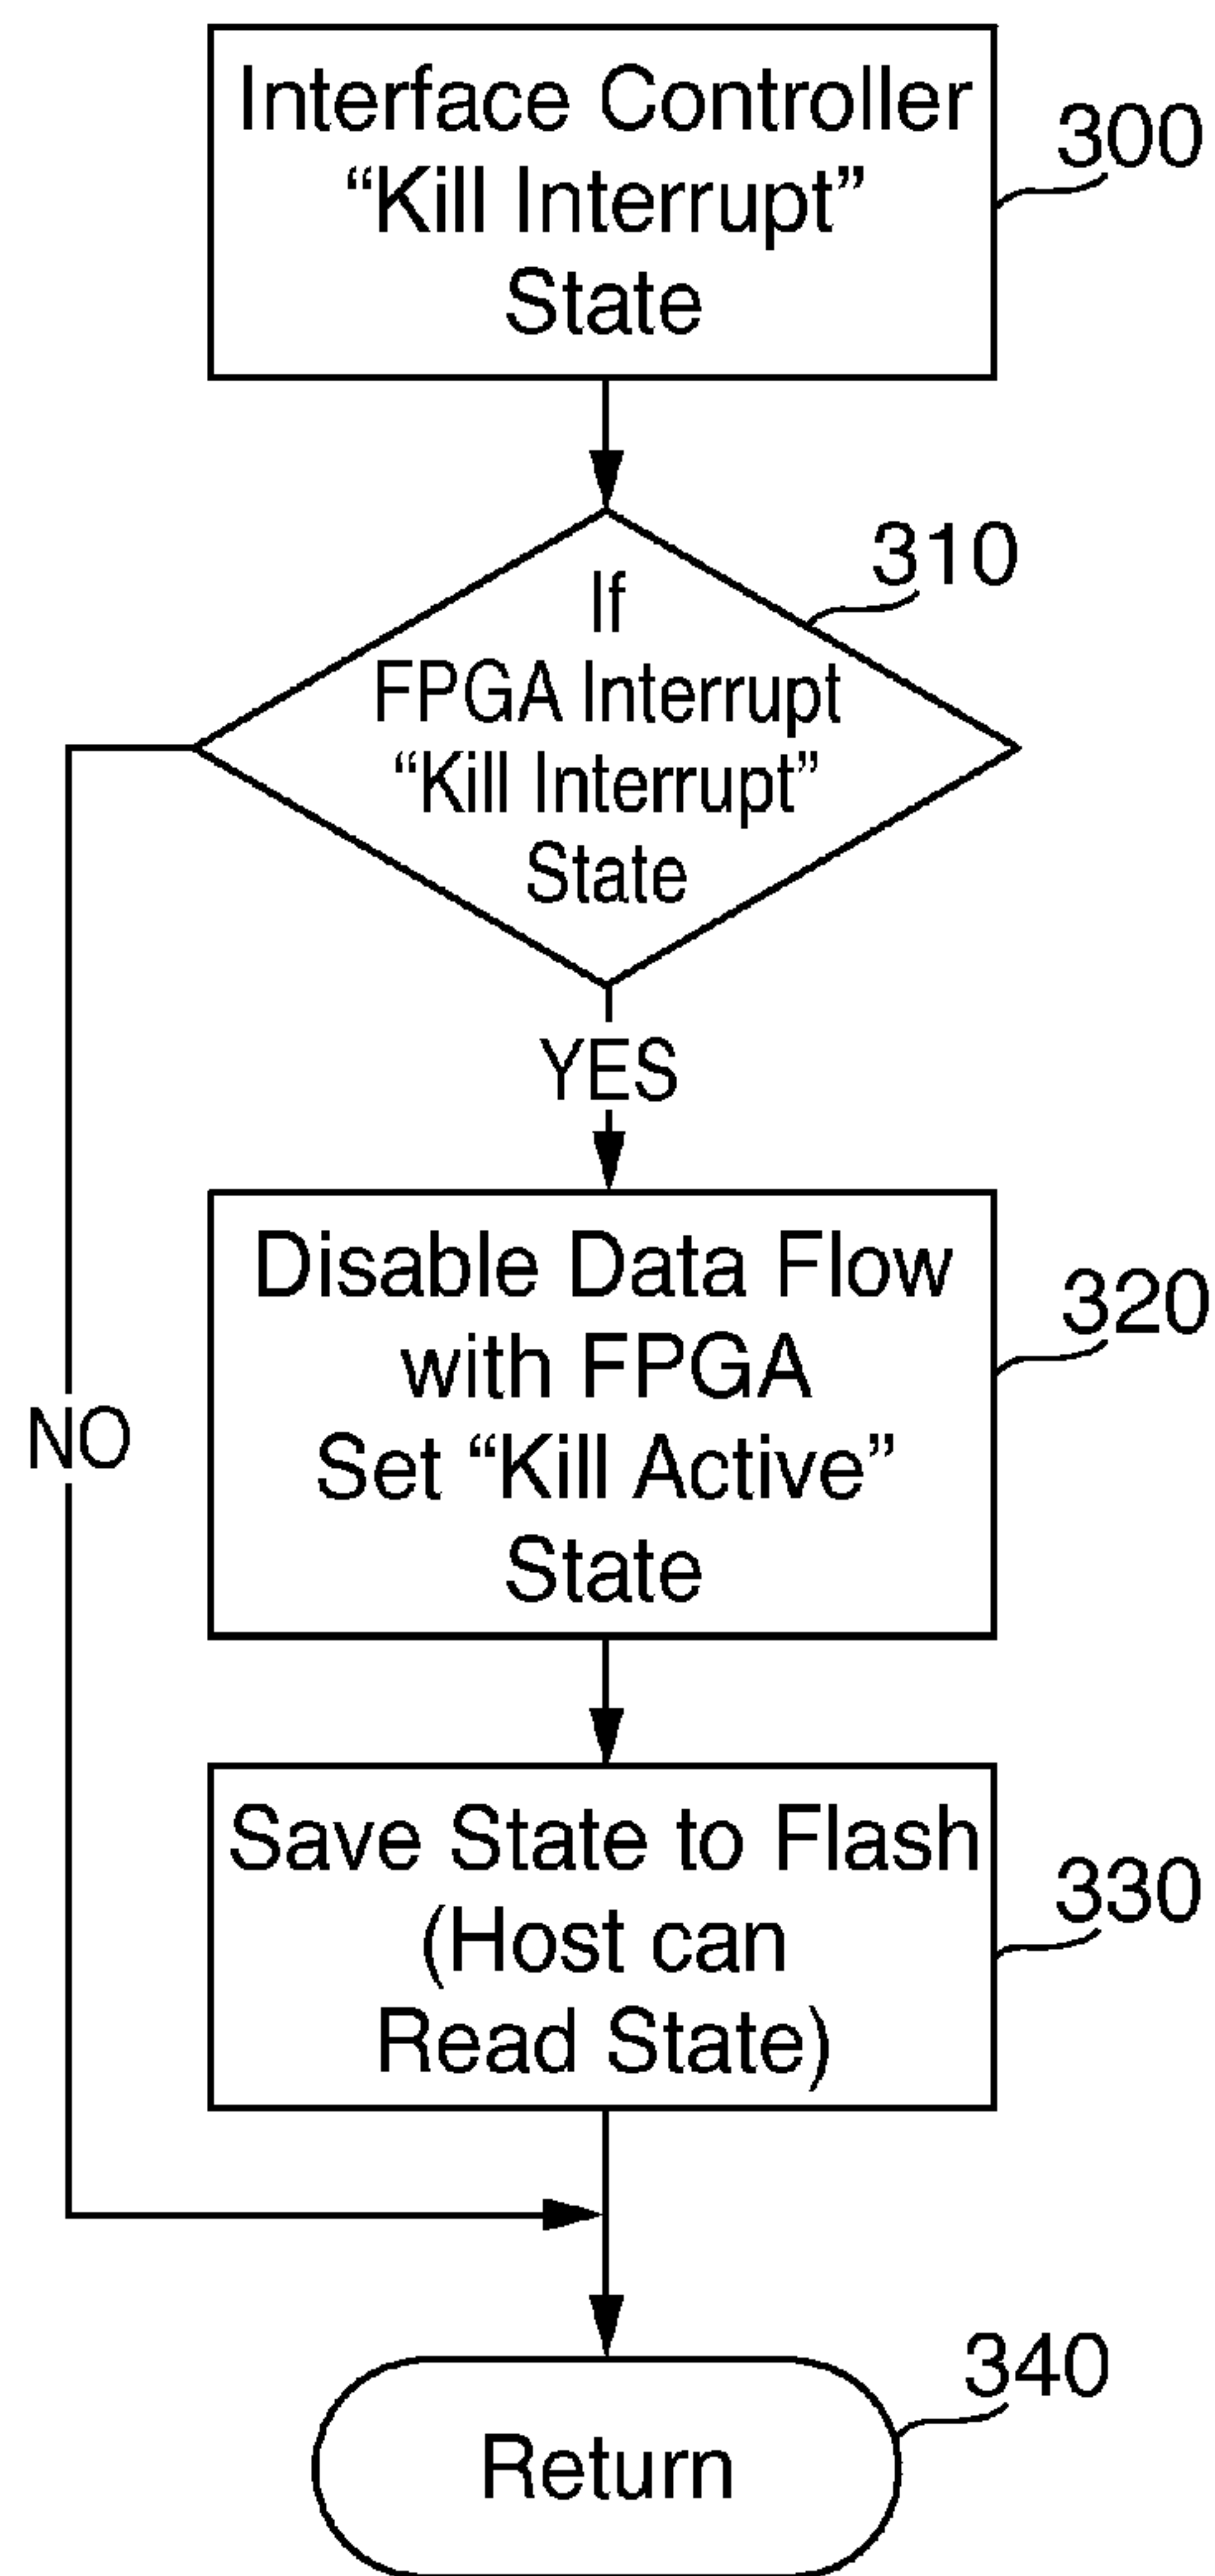 Interface Controller
“Kill Interrupt”
State
300
If
FPGA Interrupt
“Kill Interrupt”
State
310
YES
NO
Disable Data Flow
with FPGA
Set “Kill Active”
State
320
Save State to Flash
(Host can
Read State)
330
Return
340